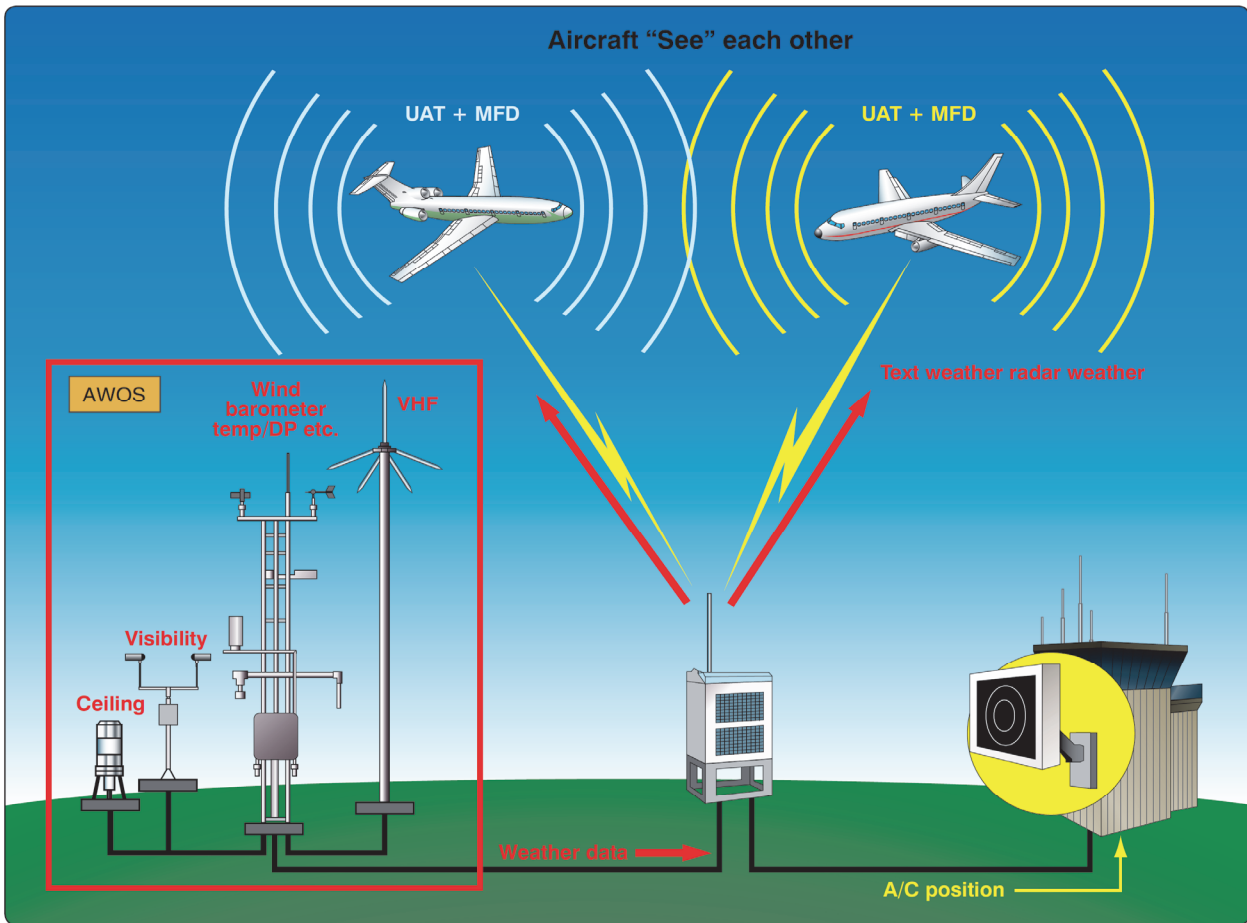 Aircraft “See” each other
UAT + MFD
UAT + MFD
Text weather radar weather
AWOS
Wind
barometer
temp/DP etc.
VHF
Visibility
Ceiling
Weather data
A/C position